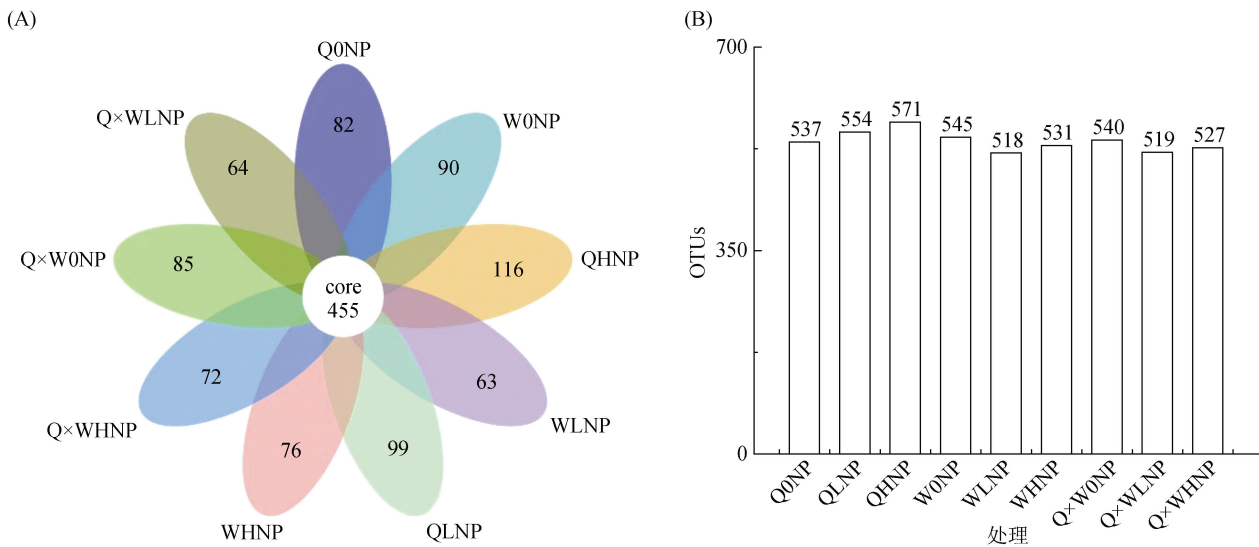 (A)
Q0NP
Q×WLNP
W0NP
82
64
90
Q×W0NP
85
QHNP
116
core
455
72
63
Q×WHNP
WLNP
76
99
WHNP
QLNP
(B)
700
350
0
OTUs
537
554
571
545
518
531
540
519
527
Q0NP
QLNP
QHNP
W0NP
WLNP
WHNP
Q×W0NP
Q×WLNP
Q×WHNP
处理